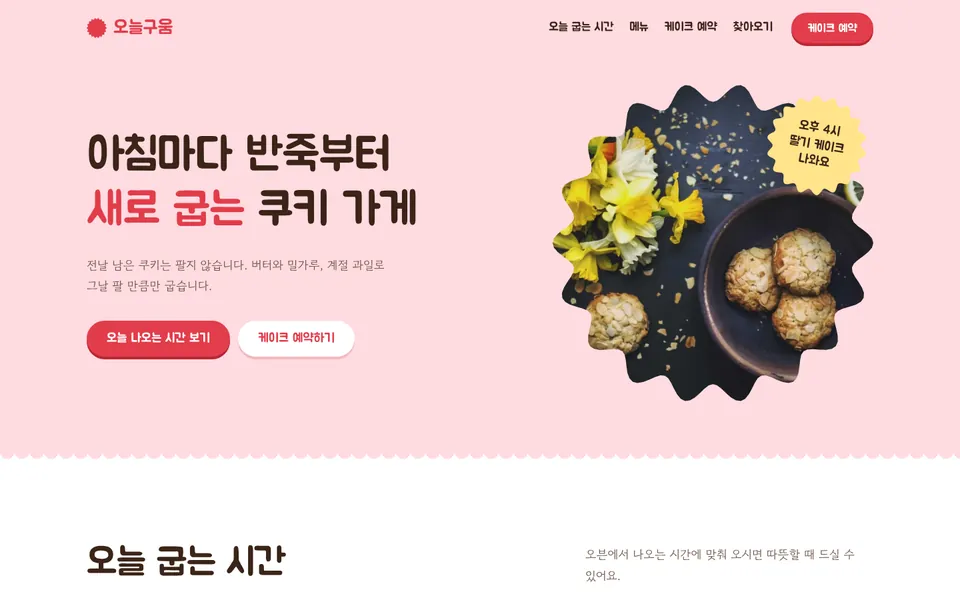 오늘구움
오늘 굽는 시간 메뉴 케이크 예약 찾아오기 케이크 예약
아침마다 반죽부터
새로 굽는 쿠키 가게
전날 남은 쿠키는 팔지 않습니다. 버터와 밀가루, 계절 과일로
그날 팔 만큼만 굽습니다.
오늘 나오는 시간 보기 케이크 예약하기
오후 4시
딸기 케이크
나와요
오늘 굽는 시간
오븐에서 나오는 시간에 맞춰 오시면 따뜻할 때 드실 수
있어요.